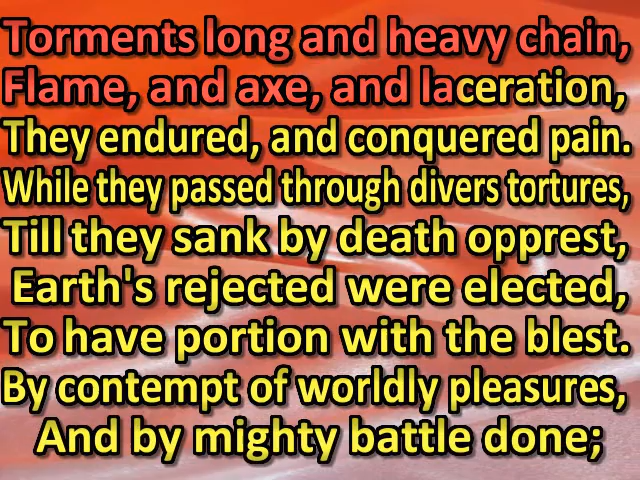 Torments long and heavy chain,
Flame, and axe, and laceration,
They endured, and conquered pain.
While they passed through divers tortures,
Till they sank by death opprest,
Earth's rejected were elected,
To have portion with the blest.
By contempt of worldly pleasures,
And by mighty battle done;